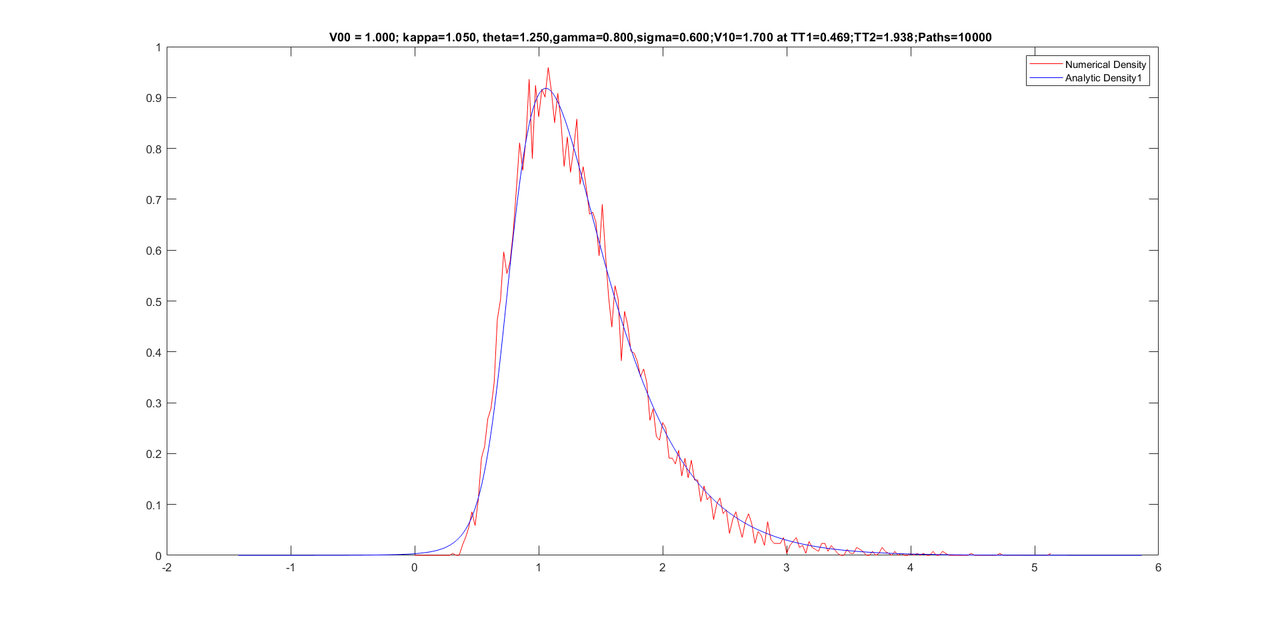 V00 = 1.000; kappa=1.050, theta=1.250,gamma=0.800,sigma=0.600;V10=1.700 at TT1=0.469;TT2=1.938;Paths=10000
Numerical Density
Analytic Density1
1
0.9
0.8
0.7
0.6
0.5
0.4
0.3
0.2
0.1
0
-2 -1 0 1 2 3 4 5 6